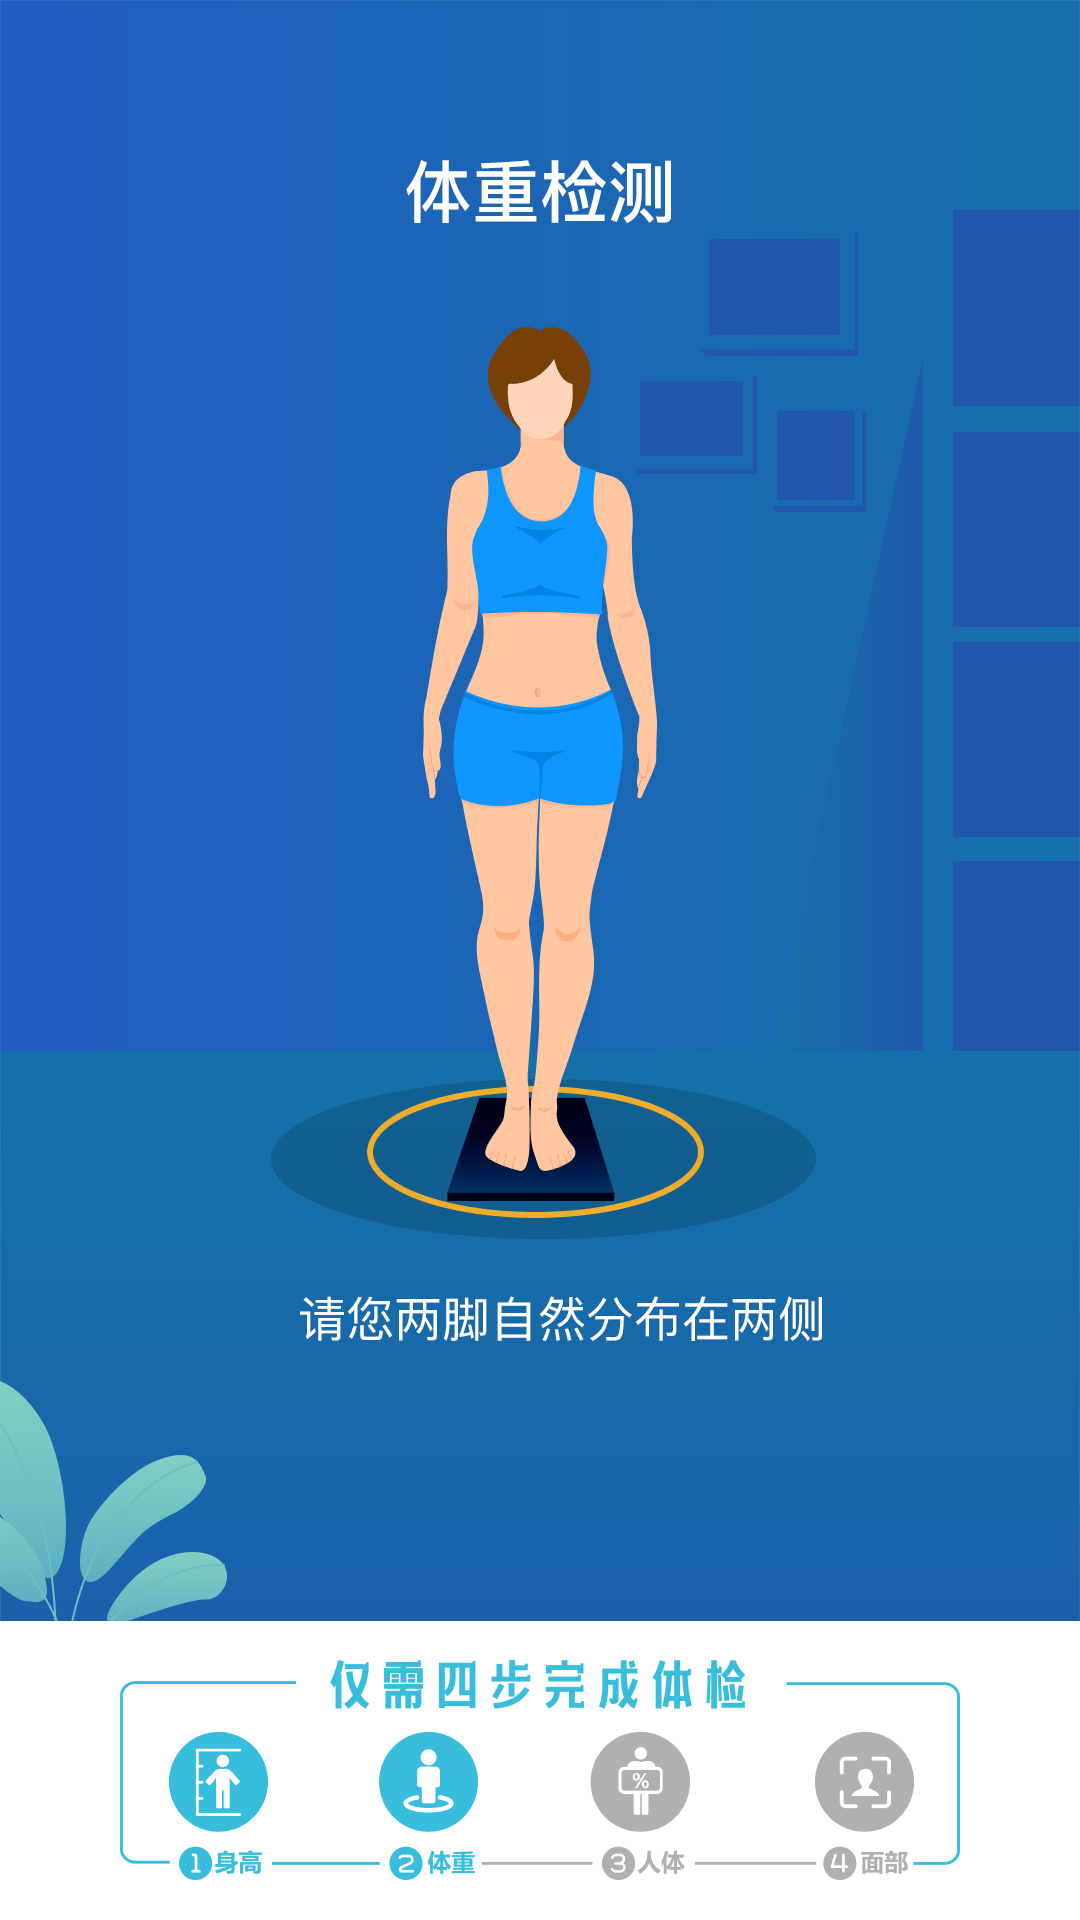 体重检测
请您两脚自然分布在两侧
仅需四步完成体检
%
1 身高 2 体重 3 人体 4 面部